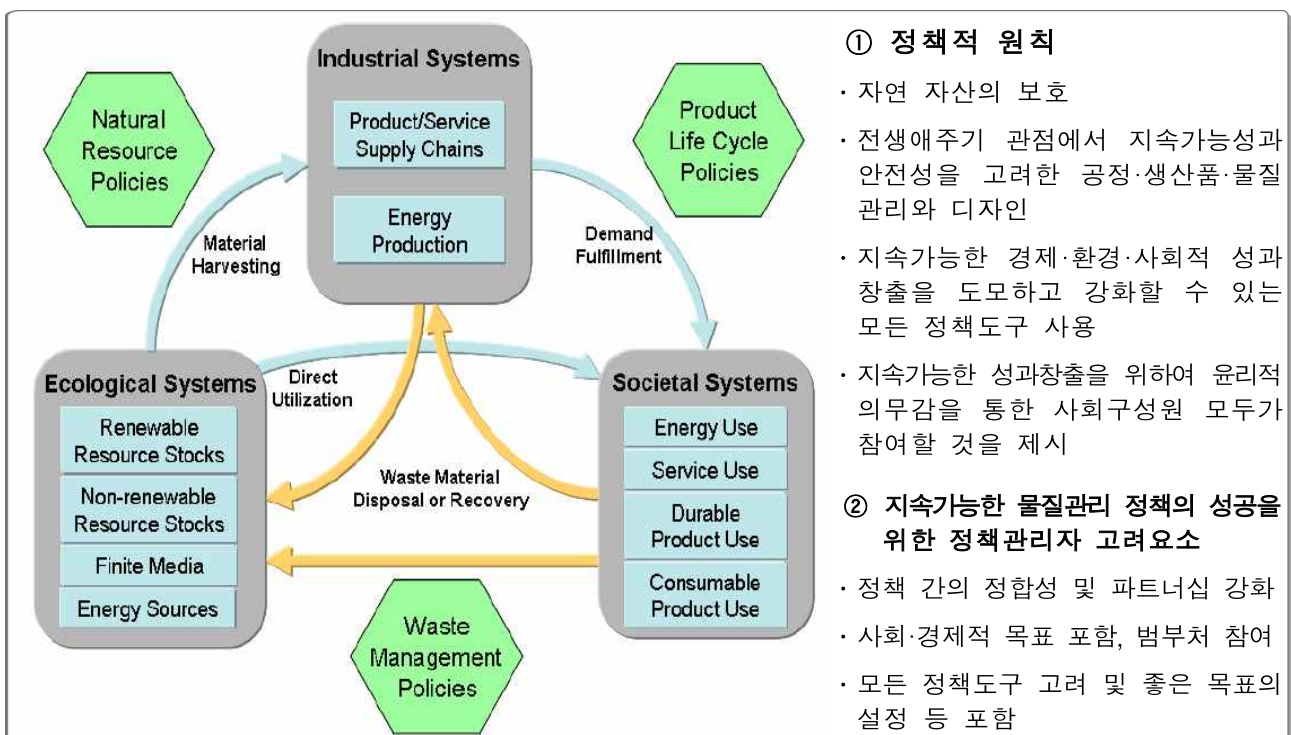 Industrial Systems
Product/Service
Supply Chains
Energy
Production
Natural
Resource
Policies
Product
Life Cycle
Policies
Material
Harvesting
Demand
Fulfillment
Ecological Systems
Renewable
Resource Stocks
Non-renewable
Resource Stocks
Finite Media
Energy Sources
Direct
Utilization
Waste Material
Disposal or Recovery
Societal Systems
Energy Use
Service Use
Durable
Product Use
Consumable
Product Use
Waste
Management
Policies
① 정책적 원칙
· 자연 자산의 보호
· 전생애주기 관점에서 지속가능성과
안전성을 고려한 공정·생산품·물질
관리와 디자인
· 지속가능한 경제·환경·사회적 성과
창출을 도모하고 강화할 수 있는
모든 정책도구 사용
· 지속가능한 성과창출을 위하여 윤리적
의무감을 통한 사회구성원 모두가
참여할 것을 제시
② 지속가능한 물질관리 정책의 성공을
위한 정책관리자 고려요소
· 정책 간의 정합성 및 파트너십 강화
· 사회·경제적 목표 포함, 범부처 참여
· 모든 정책도구 고려 및 좋은 목표의
설정 등 포함